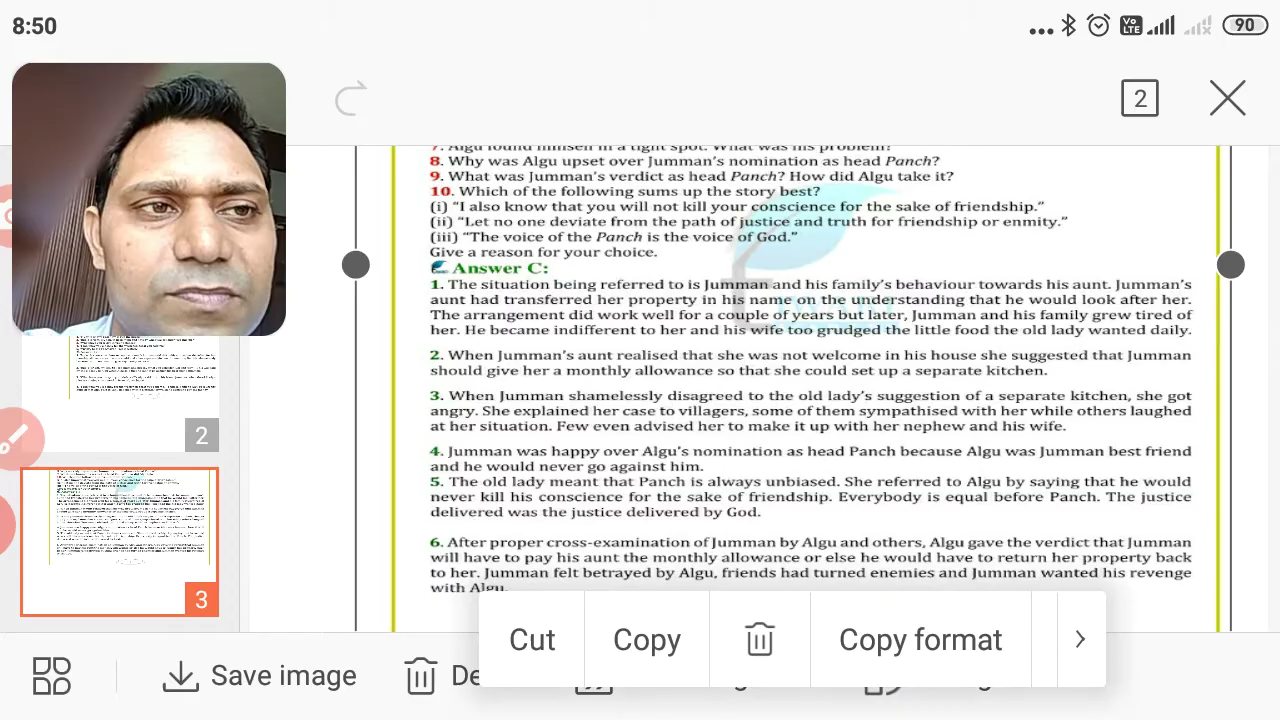 8:50
Vo LTE
90
2
7. Algu found himself in a tight spot. What was his problem?
8. Why was Algu upset over Jumman's nomination as head Panch?
9. What was Jumman's verdict as head Panch? How did Algu take it?
10. Which of the following sums up the story best?
(i) “I also know that you will not kill your conscience for the sake of friendship.”
(ii) “Let no one deviate from the path of justice and truth for friendship or enmity.”
(iii) “The voice of the Panch is the voice of God.”
Give a reason for your choice.
Answer C:
1. The situation being referred to is Jumman and his family's behaviour towards his aunt. Jumman's
aunt had transferred her property in his name on the understanding that he would look after her.
The arrangement did work well for a couple of years but later, Jumman and his family grew tired of
her. He became indifferent to her and his wife too grudged the little food the old lady wanted daily.
2. When Jumman's aunt realised that she was not welcome in his house she suggested that Jumman
should give her a monthly allowance so that she could set up a separate kitchen.
3. When Jumman shamelessly disagreed to the old lady's suggestion of a separate kitchen, she got
angry. She explained her case to villagers, some of them sympathised with her while others laughed
at her situation. Few even advised her to make it up with her nephew and his wife.
4. Jumman was happy over Algu's nomination as head Panch because Algu was Jumman best friend
and he would never go against him.
5. The old lady meant that Panch is always unbiased. She referred to Algu by saying that he would
never kill his conscience for the sake of friendship. Everybody is equal before Panch. The justice
delivered was the justice delivered by God.
6. After proper cross-examination of Jumman by Algu and others, Algu gave the verdict that Jumman
will have to pay his aunt the monthly allowance or else he would have to return her property back
to her. Jumman felt betrayed by Algu, friends had turned enemies and Jumman wanted his revenge
with Algu.
2
3
Cut Copy Copy format
Save image De